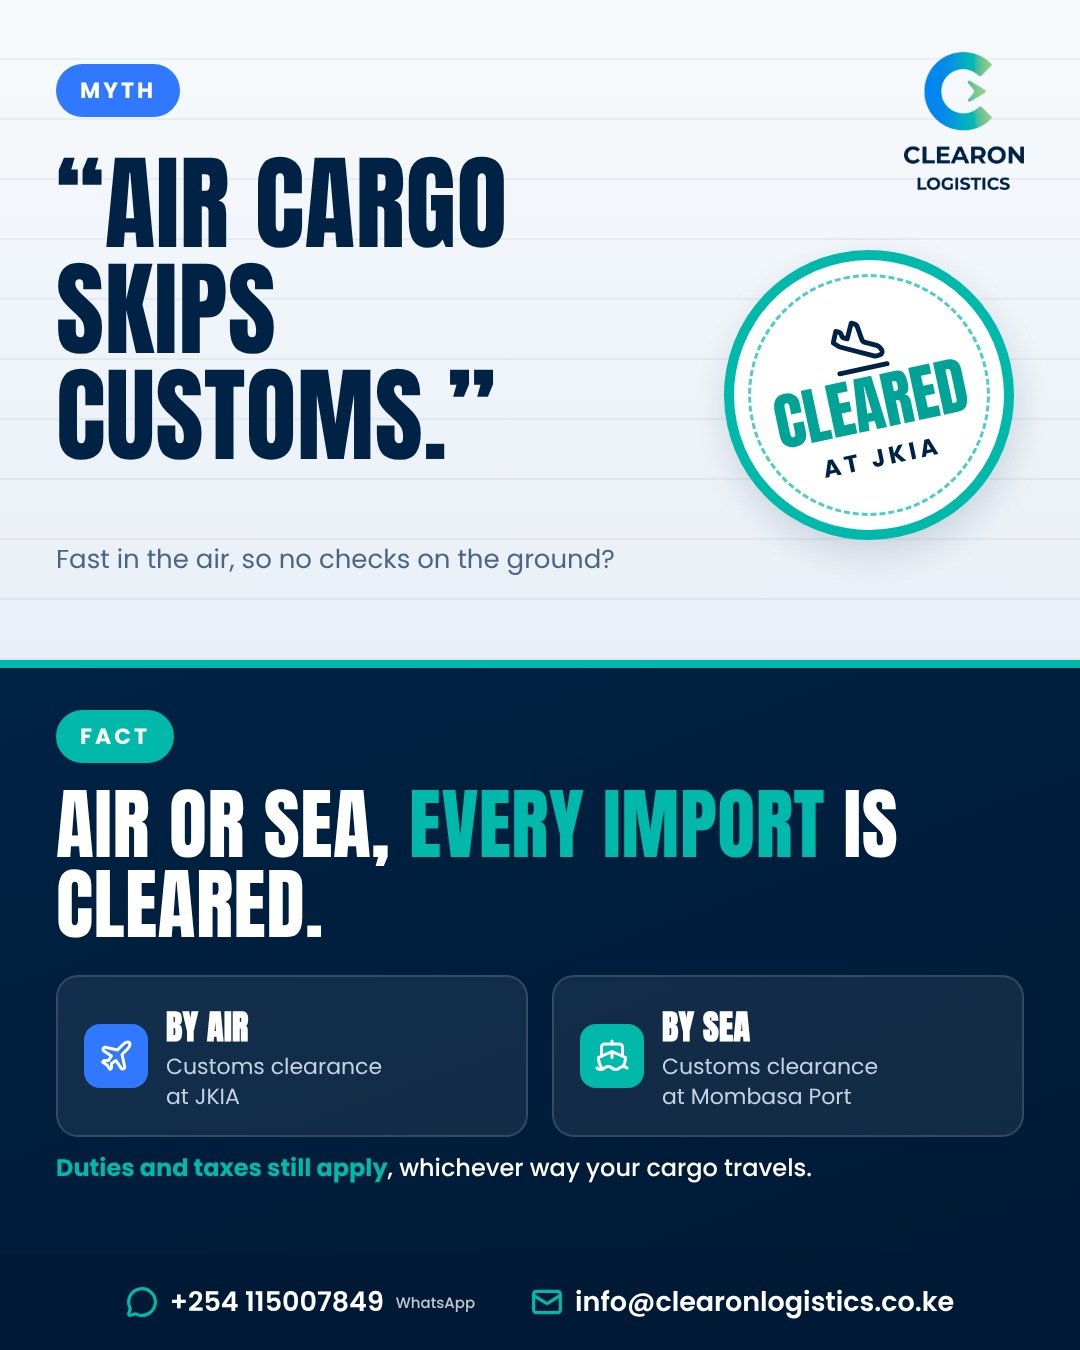 MYTH
CLEARON
LOGISTICS
“AIR CARGO
SKIPS
CUSTOMS.”
CLEARED
AT JKIA
Fast in the air, so no checks on the ground?
FACT
AIR OR SEA, EVERY IMPORT IS
CLEARED.
BY AIR
Customs clearance
at JKIA
BY SEA
Customs clearance
at Mombasa Port
Duties and taxes still apply, whichever way your cargo travels.
+254 115007849 WhatsApp
info@clearonlogistics.co.ke